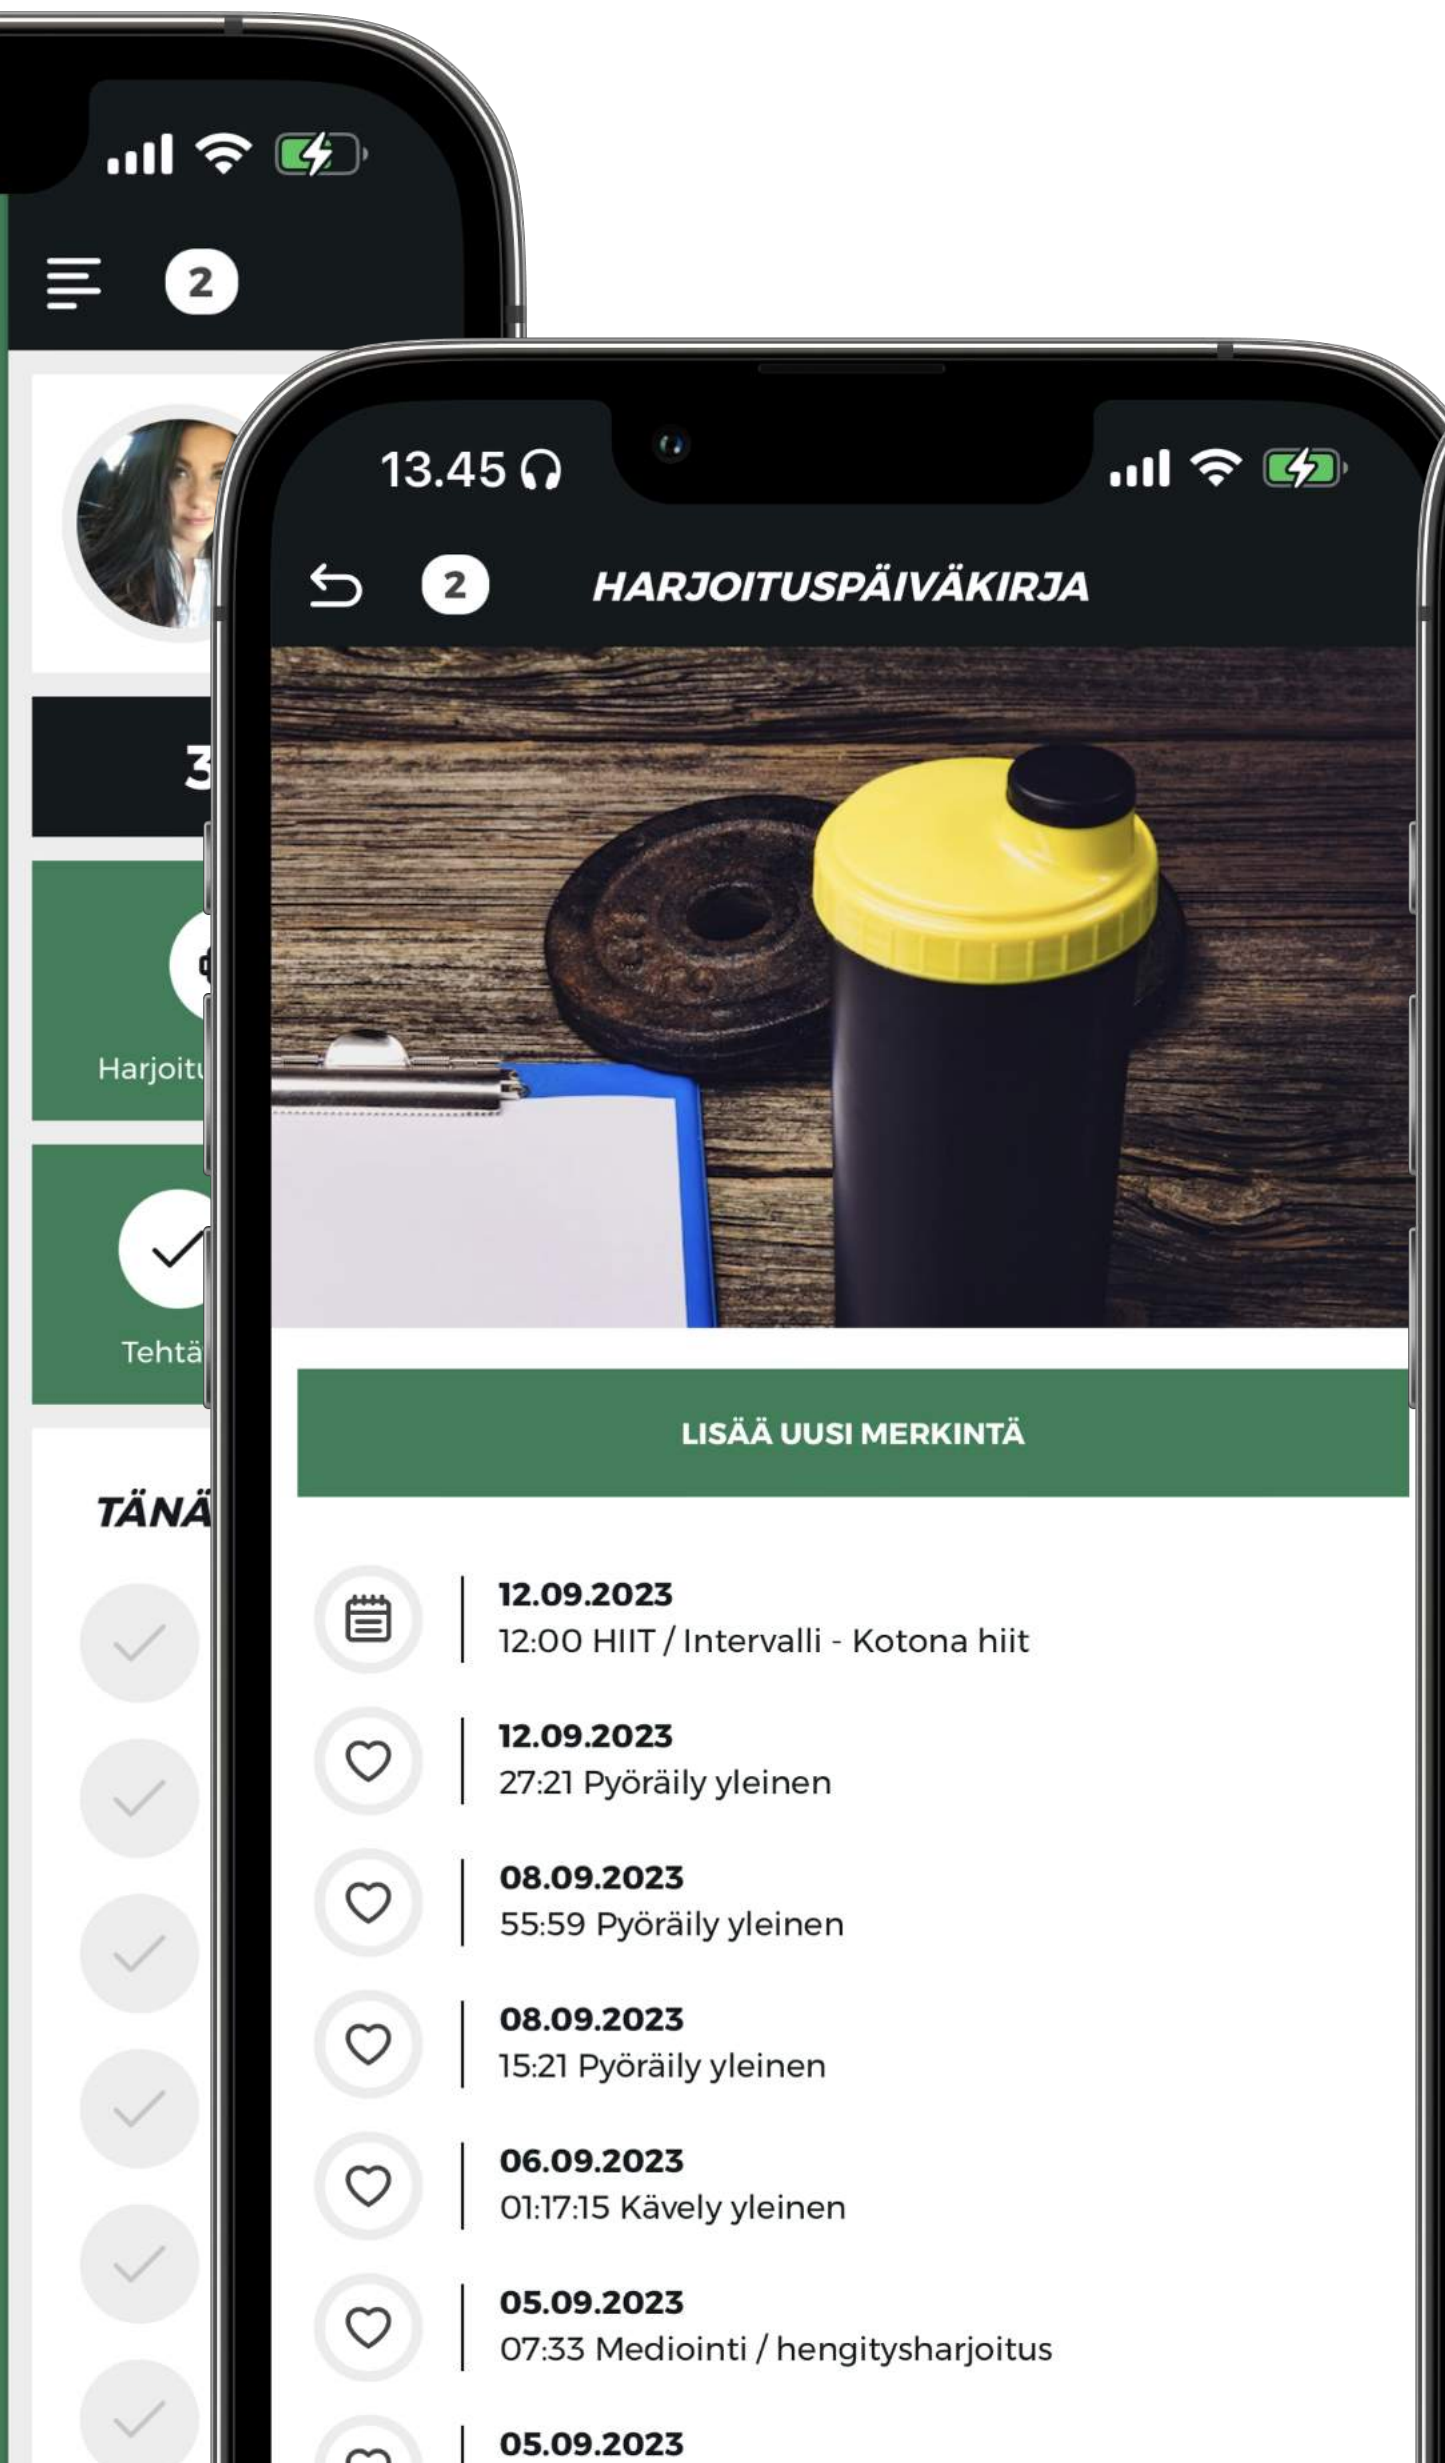 2
3
Harjoitu
Tehtä
TÄNÄ
13.45
2
HARJOITUSPÄIVÄKIRJA
LISÄÄ UUSI MERKINTÄ
12.09.2023
12:00 HIIT / Intervalli - Kotona hiit
12.09.2023
27:21 Pyöräily yleinen
08.09.2023
55:59 Pyöräily yleinen
08.09.2023
15:21 Pyöräily yleinen
06.09.2023
01:17:15 Kävely yleinen
05.09.2023
07:33 Mediointi / hengitysharjoitus
05.09.2023